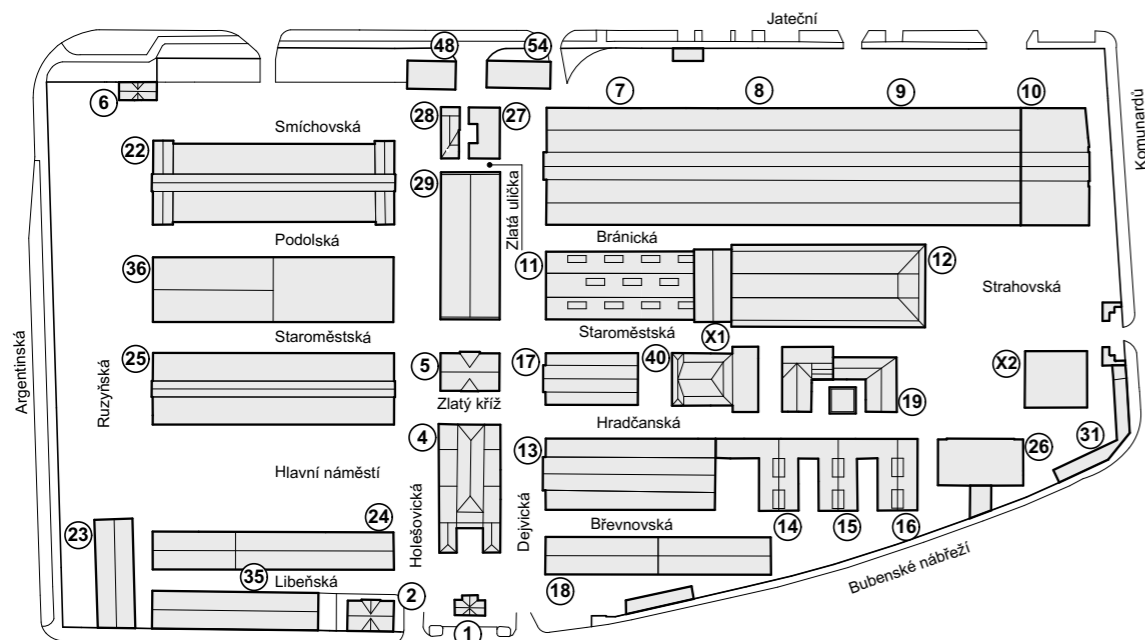 Jateční
48
54
7
8
9
10
6
28
27
Smíchovská
22
29
Zlatá ulička
Komunardů
Podolská
Bránická
36
11
12
Strahovská
Staroměstská
Staroměstská
X1
Argentinská
Ruzyňská
25
5
17
40
X2
Zlatý kříž
19
Hradčanská
4
13
26
31
Hlavní náměstí
Holešovická
Dejvická
23
24
Břevnovská
14
15
16
35
Libeňská
2
18
Bubenské nábřeží
1